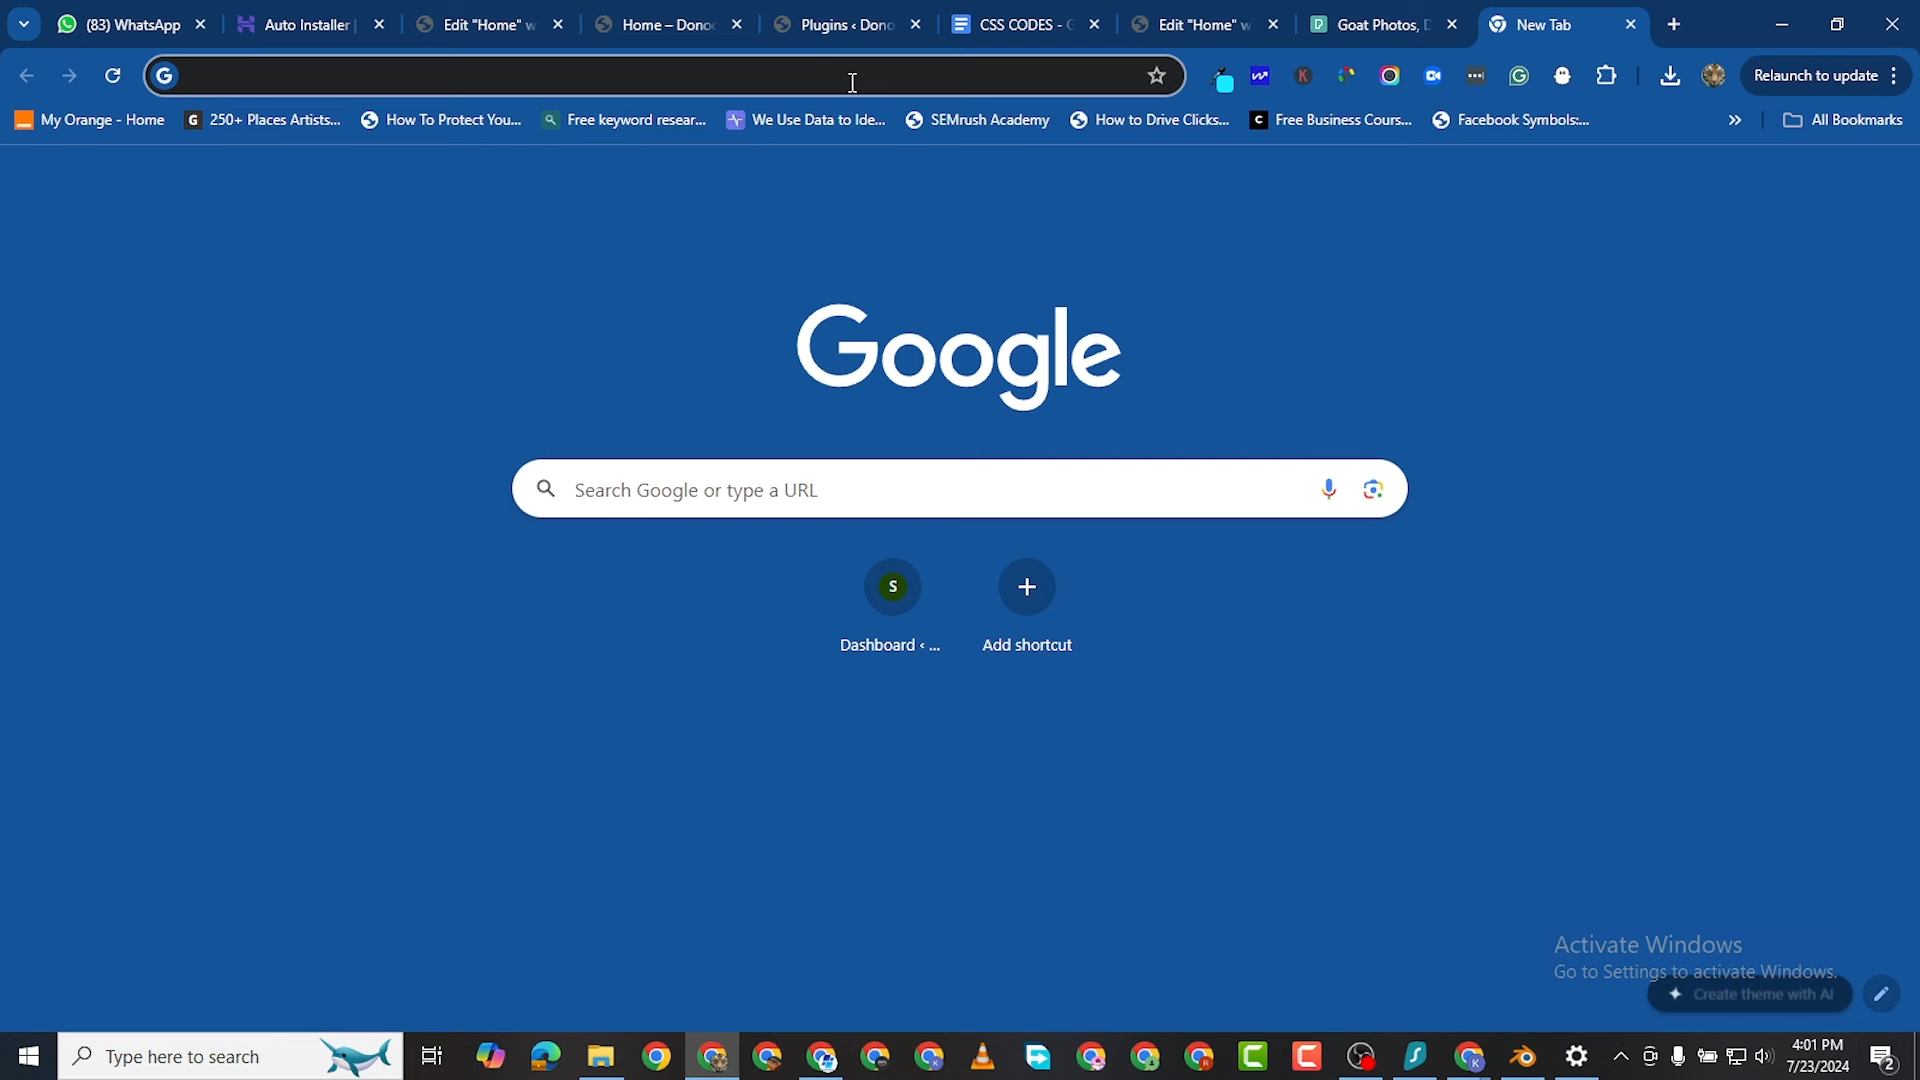 (83) WhatsApp
Auto Installer |
Edit "Home" w
Home – Dono
Plugins ‹ Dono
CSS CODES - G
Edit "Home" w
Goat Photos, D
New Tab
Relaunch to update
My Orange - Home
250+ Places Artists...
How To Protect You...
Free keyword resear...
We Use Data to Ide...
SEMrush Academy
How to Drive Clicks...
Free Business Cours...
Facebook Symbols:...
All Bookmarks
Google
Search Google or type a URL
S
Dashboard ‹ ...
Add shortcut
Activate Windows
Go to Settings to activate Windows.
Create theme with AI
Type here to search
4:01 PM
7/23/2024
2